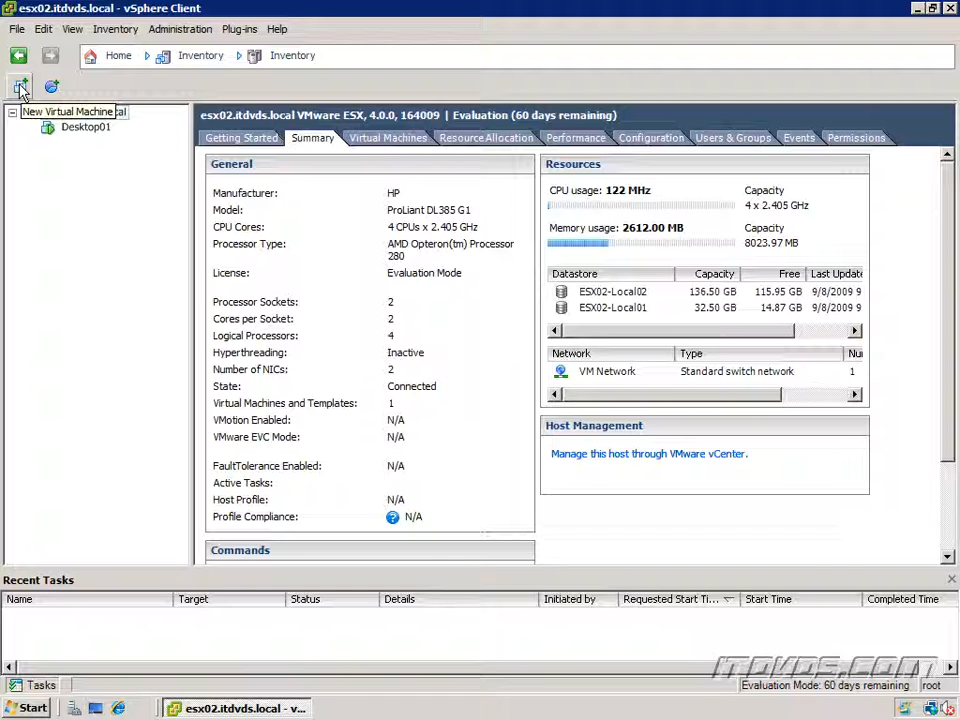 esx02.itdvds.local - vSphere Client
File Edit View Inventory Administration Plug-ins Help
Home Inventory Inventory
New Virtual Machine
Desktop01
esx02.itdvds.local VMware ESX, 4.0.0, 164009 | Evaluation (60 days remaining)
Getting Started Summary Virtual Machines Resource Allocation Performance Configuration Users & Groups Events Permissions
General
Manufacturer: HP
Model: ProLiant DL385 G1
CPU Cores: 4 CPUs x 2.405 GHz
Processor Type: AMD Opteron(tm) Processor
280
License: Evaluation Mode
Processor Sockets: 2
Cores per Socket: 2
Logical Processors: 4
Hyperthreading: Inactive
Number of NICs: 2
State: Connected
Virtual Machines and Templates: 1
VMotion Enabled: N/A
VMware EVC Mode: N/A
FaultTolerance Enabled: N/A
Active Tasks:
Host Profile: N/A
Profile Compliance: N/A
Commands
Resources
CPU usage: 122 MHz Capacity
4 x 2.405 GHz
Memory usage: 2612.00 MB Capacity
8023.97 MB
Datastore Capacity Free Last Update
ESX02-Local02 136.50 GB 115.95 GB 9/8/2009 9
ESX02-Local01 32.50 GB 14.87 GB 9/8/2009 9
Network Type Nu
VM Network Standard switch network 1
Host Management
Manage this host through VMware vCenter.
Recent Tasks
Name Target Status Details Initiated by Requested Start Ti... Start Time Completed Time
ITDVDS.COM
Tasks Evaluation Mode: 60 days remaining root
Start esx02.itdvds.local - v...